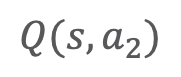 Q(s, a₂)